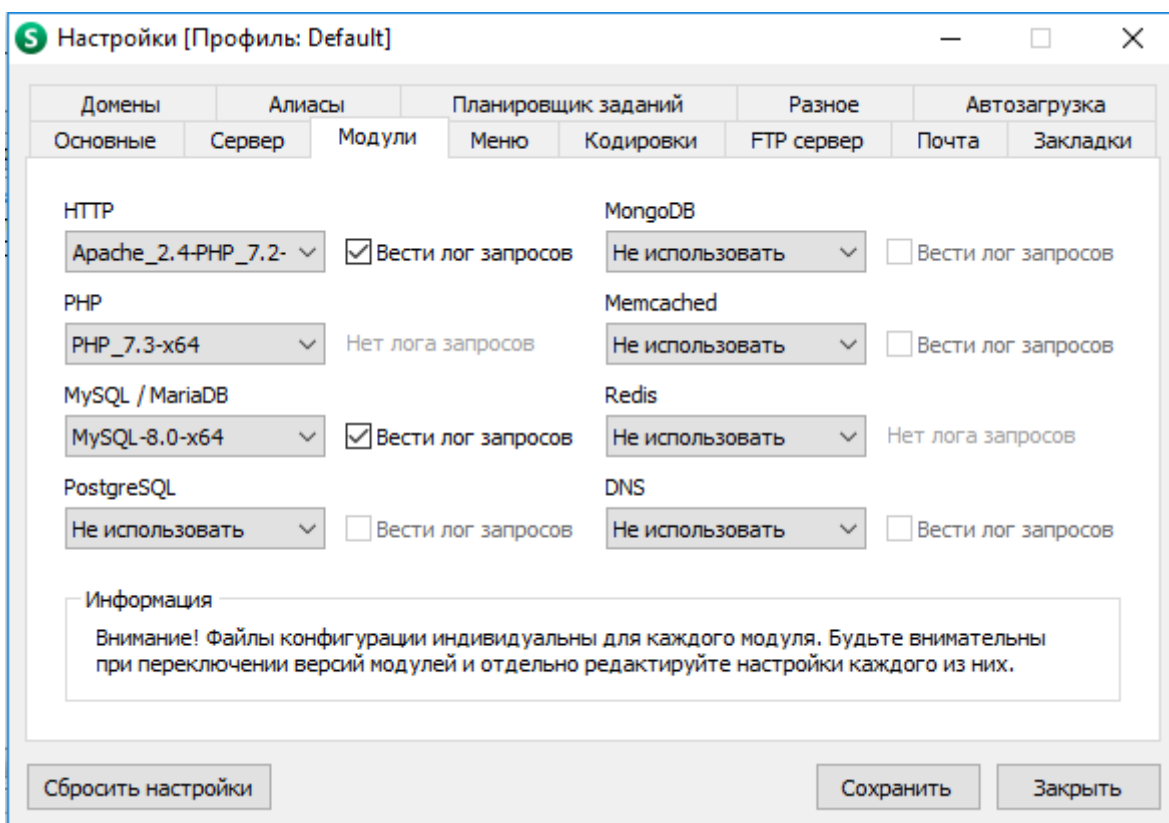 Настройки [Профиль: Default]
Домены Алиасы Планировщик заданий Разное Автозагрузка
Основные Сервер Модули Меню Кодировки FTP сервер Почта Закладки
HTTP MongoDB
Apache_2.4-PHP_7.2- Вести лог запросов Не использовать Вести лог запросов
PHP Memcached
PHP_7.3-x64 Нет лога запросов Не использовать Вести лог запросов
MySQL / MariaDB Redis
MySQL-8.0-x64 Вести лог запросов Не использовать Нет лога запросов
PostgreSQL DNS
Не использовать Вести лог запросов Не использовать Вести лог запросов
Информация
Внимание! Файлы конфигурации индивидуальны для каждого модуля. Будьте внимательны
при переключении версий модулей и отдельно редактируйте настройки каждого из них.
Сбросить настройки Сохранить Закрыть